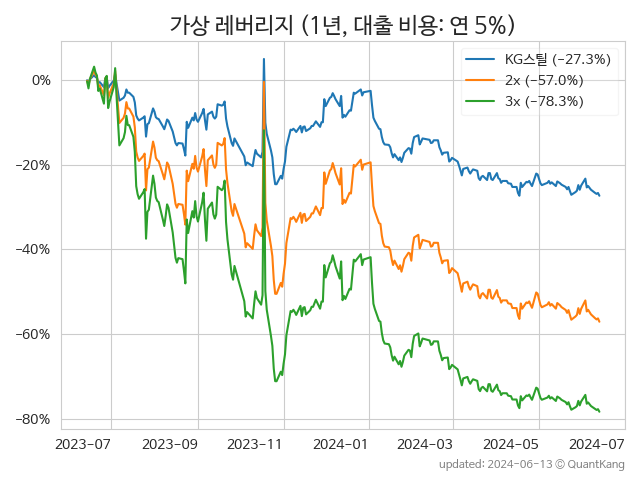 가상 레버리지 (1년, 대출 비용: 연 5%)
KG스틸 (−27.3%)
2x (−57.0%)
3x (−78.3%)
0%
−20%
−40%
−60%
−80%
2023-07 2023-09 2023-11 2024-01 2024-03 2024-05 2024-07
updated: 2024-06-13 © QuantKang